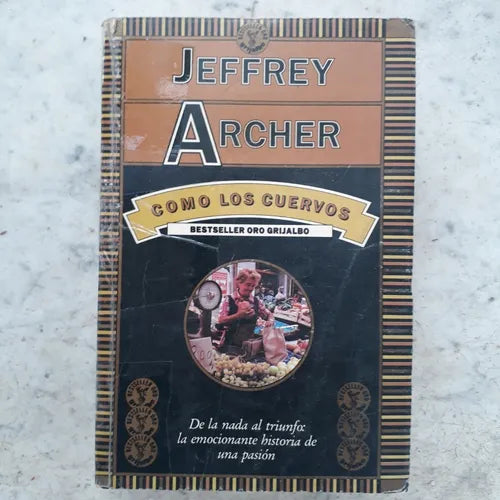 JEFFREY
ARCHER
COMO LOS CUERVOS
BESTSELLER ORO GRIJALBO
De la nada al triunfo:
la emocionante historia de
una pasión